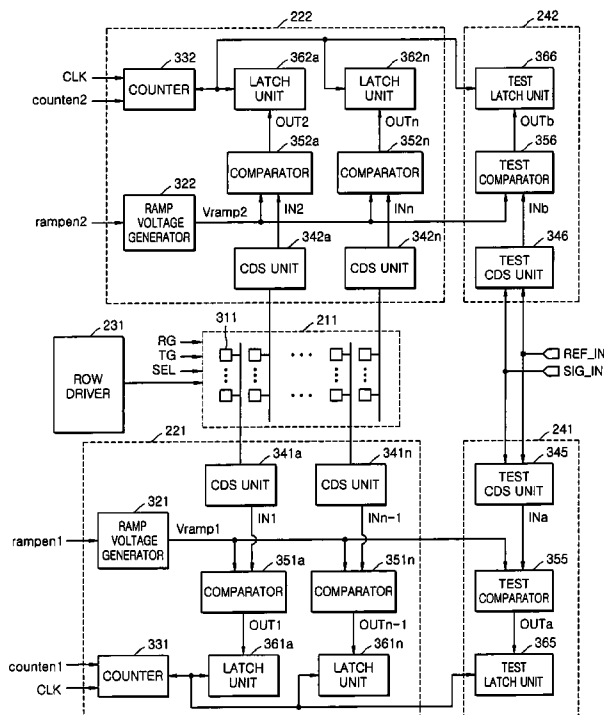 222
242
332
362a
362n
366
CLK
counten2
COUNTER
LATCH
UNIT
LATCH
UNIT
TEST
LATCH UNIT
OUT2
OUTn
OUTb
352a
352n
356
COMPARATOR
COMPARATOR
TEST
COMPARATOR
322
rampen2
RAMP
VOLTAGE
GENERATOR
Vramp2
IN2
INn
INb
342a
342n
346
CDS UNIT
CDS UNIT
TEST
CDS UNIT
231
311
211
ROW
DRIVER
RG
TG
SEL
REF_IN
SIG_IN
221
241
341a
341n
345
CDS UNIT
CDS UNIT
TEST
CDS UNIT
321
rampen1
RAMP
VOLTAGE
GENERATOR
Vramp1
IN1
INn-1
INa
351a
351n
355
COMPARATOR
COMPARATOR
TEST
COMPARATOR
OUT1
OUTn-1
OUTa
331
361a
361n
365
counten1
CLK
COUNTER
LATCH
UNIT
LATCH
UNIT
TEST
LATCH UNIT